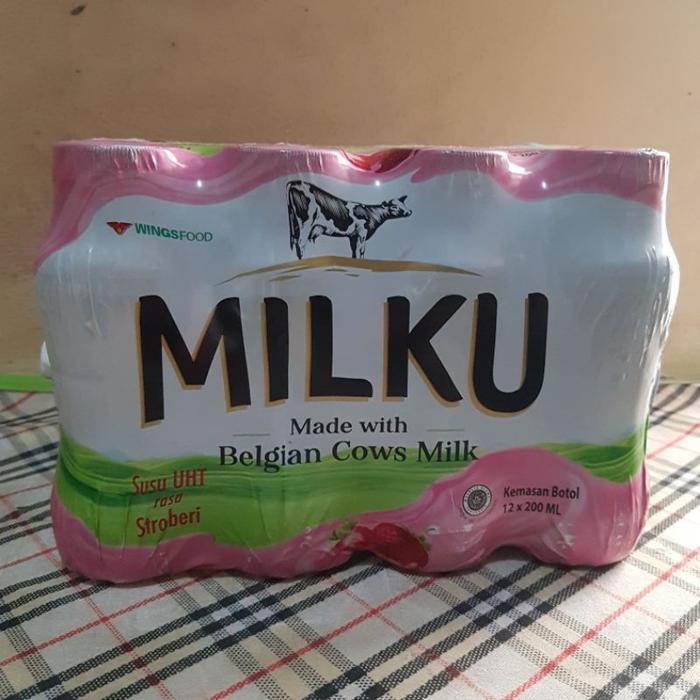 WINGSFOOD
MILKU
Made with
Belgian Cows Milk
Susu UHT
rasa
Stroberi
Kemasan Botol
12 x 200 ML